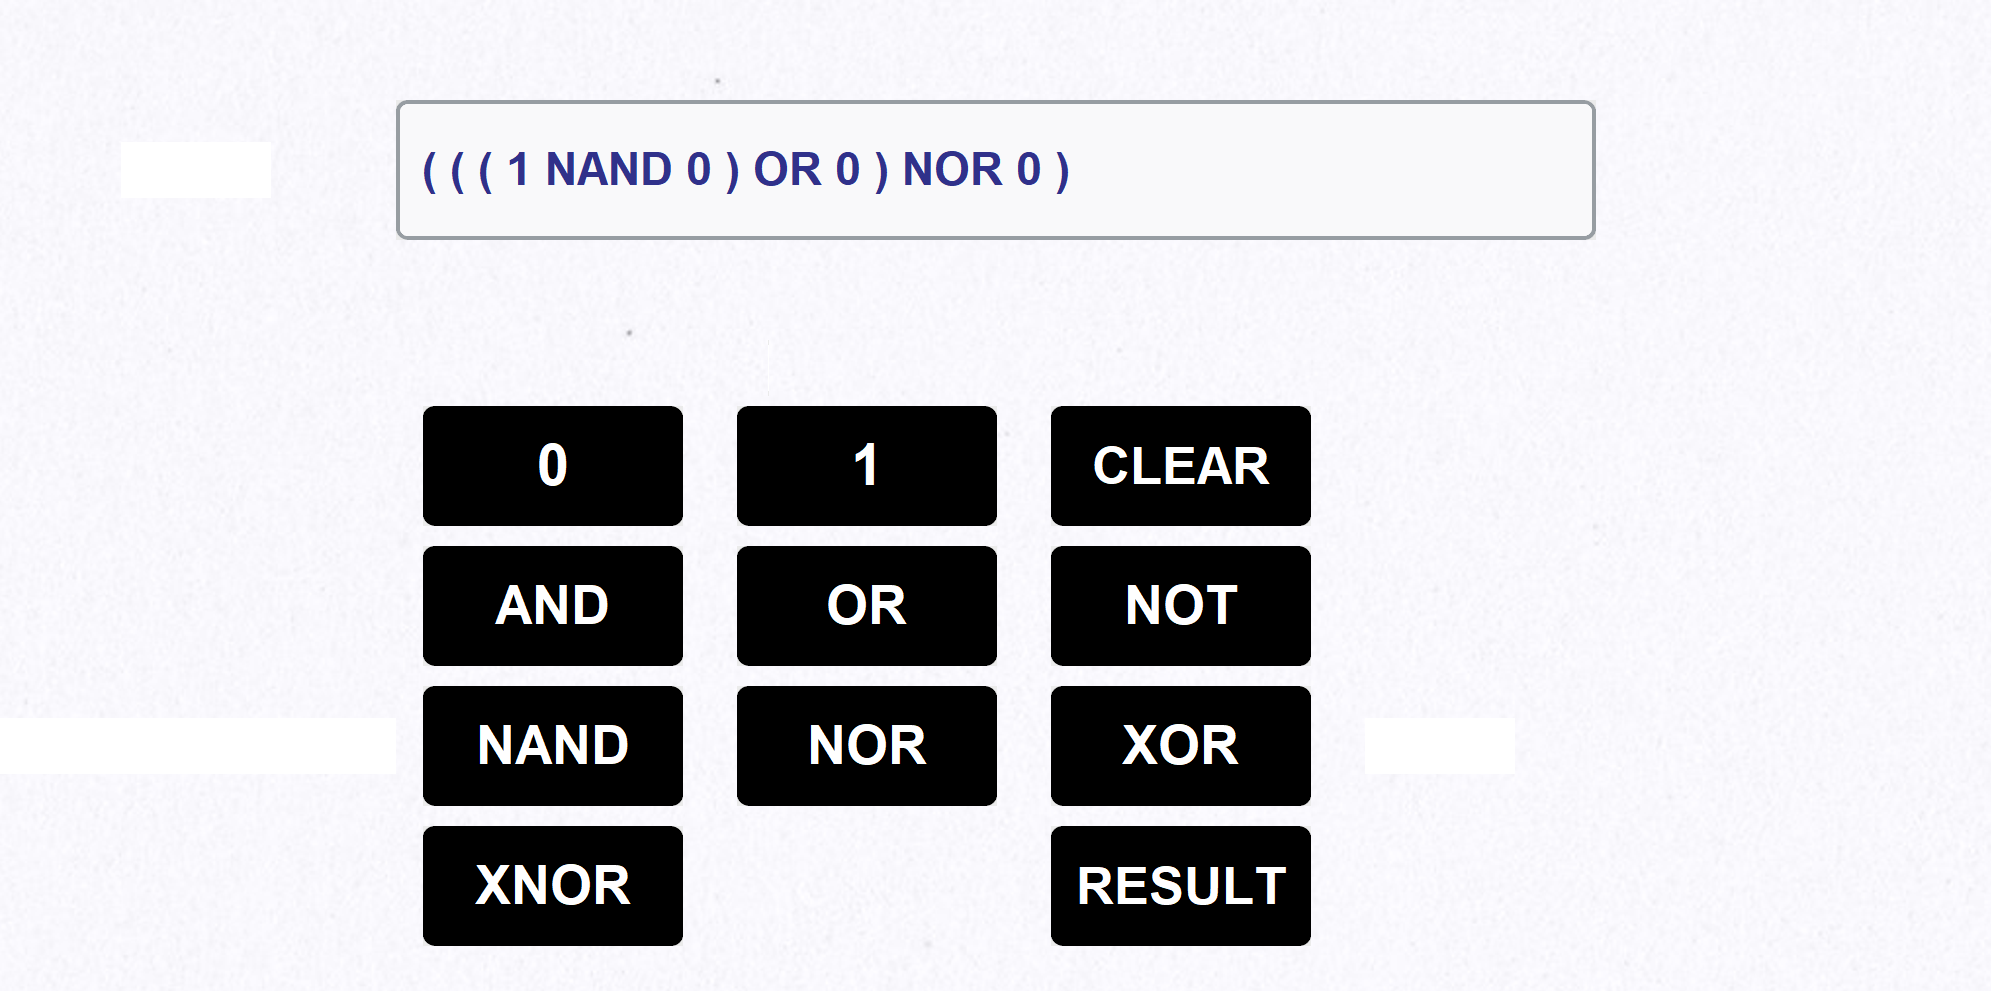 ( ( ( 1 NAND 0 ) OR 0 ) NOR 0 )
0 1 CLEAR
AND OR NOT
NAND NOR XOR
XNOR RESULT